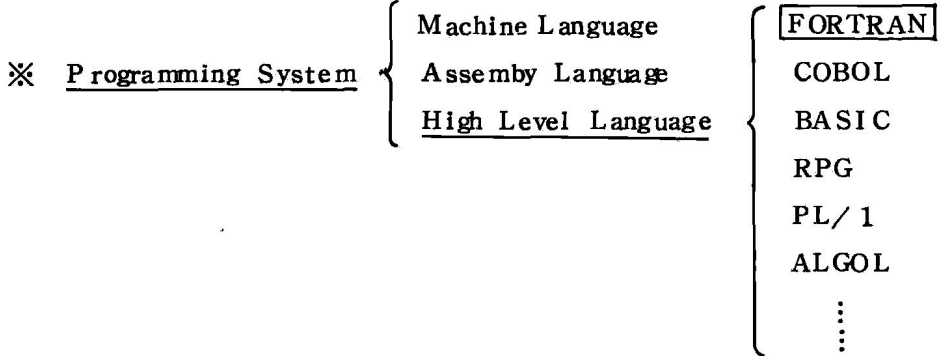 Machine Language
※ Programming System
Assemby Language
High Level Language
FORTRAN
COBOL
BASIC
RPG
PL/1
ALGOL